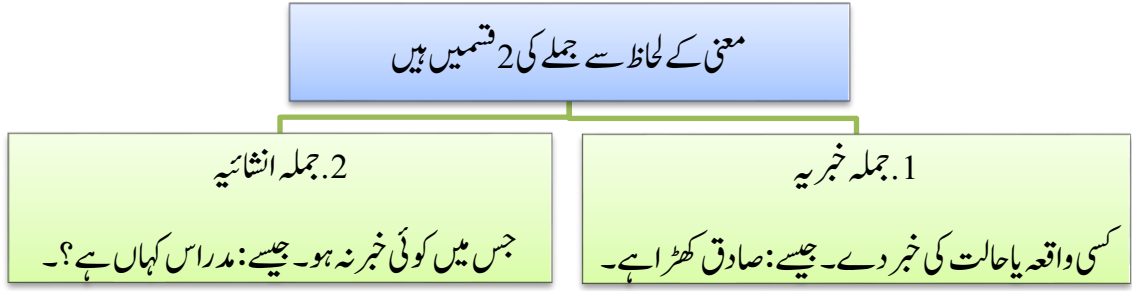 معنی کے لحاظ سے جملے کی 2 قسمیں ہیں
1. جملہ خبریہ
کسی واقعہ یا حالت کی خبر دے۔ جیسے: صادق کھڑا ہے۔
2. جملہ انشائیہ
جس میں کوئی خبر نہ ہو۔ جیسے: مدراس کہاں ہے؟۔